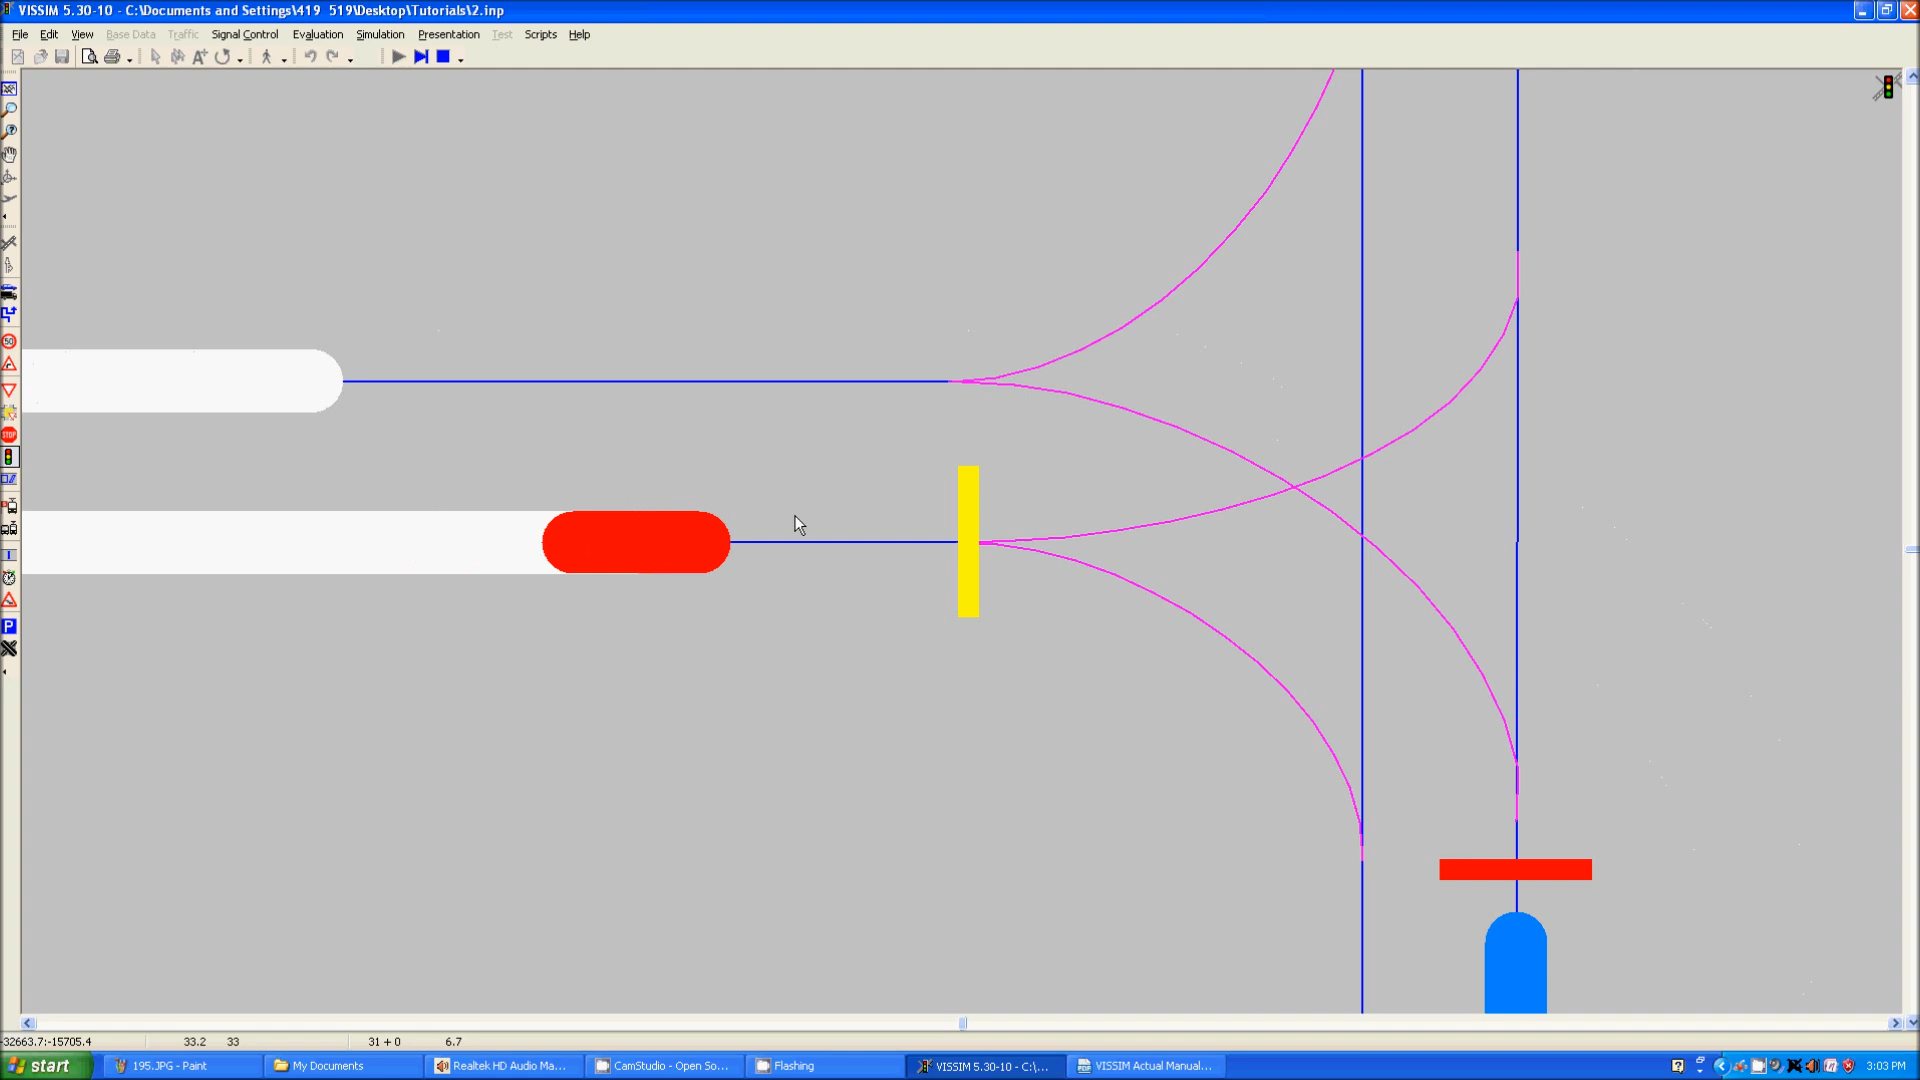 VISSIM 5.30-10 - C:\Documents and Settings\419  519\Desktop\Tutorials\2.inp
File Edit View Base Data Traffic Signal Control Evaluation Simulation Presentation Test Scripts Help
50
STOP
P
-32663.7:-15705.4 33.2 33 31 + 0 6.7
start 195.JPG - Paint My Documents Realtek HD Audio Ma... CamStudio - Open So... Flashing VISSIM 5.30-10 - C:\... VISSIM Actual Manual... 3:03 PM